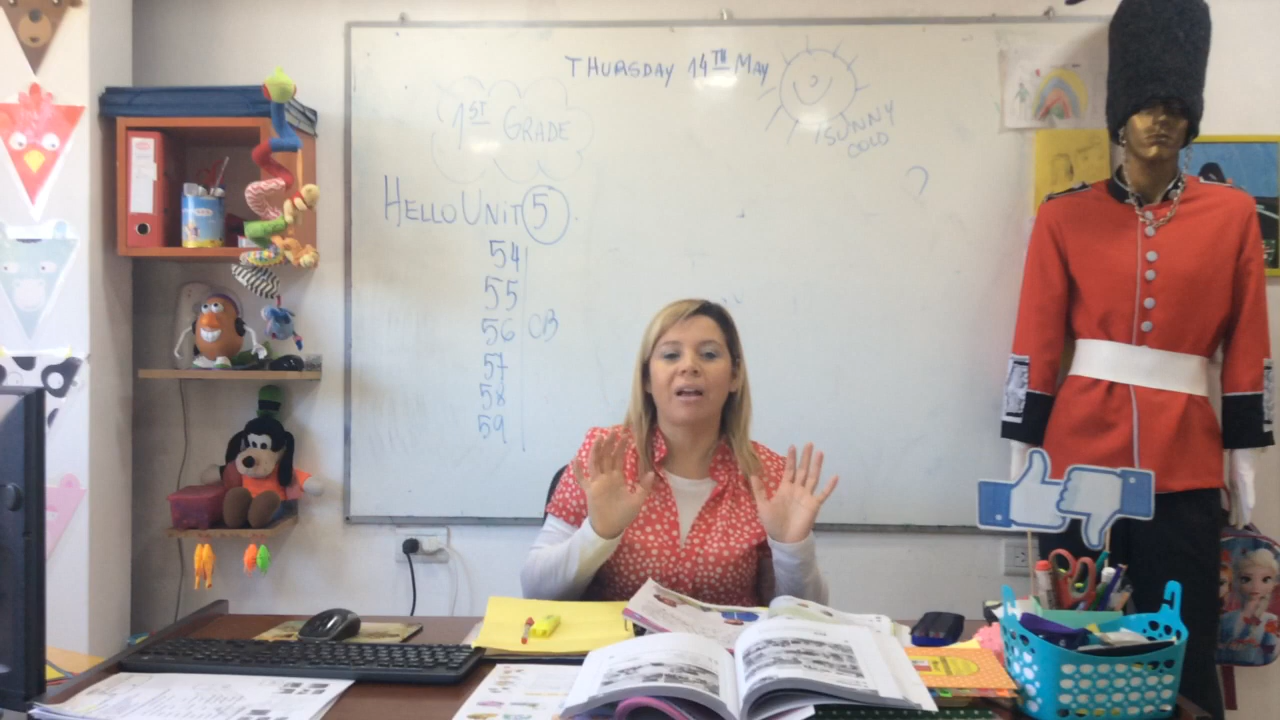 THURSDAY 14TH MAY
1ST GRADE
SUNNY
COLD
?
HELLO UNIT 5
54
55
56 CB
57
58
59